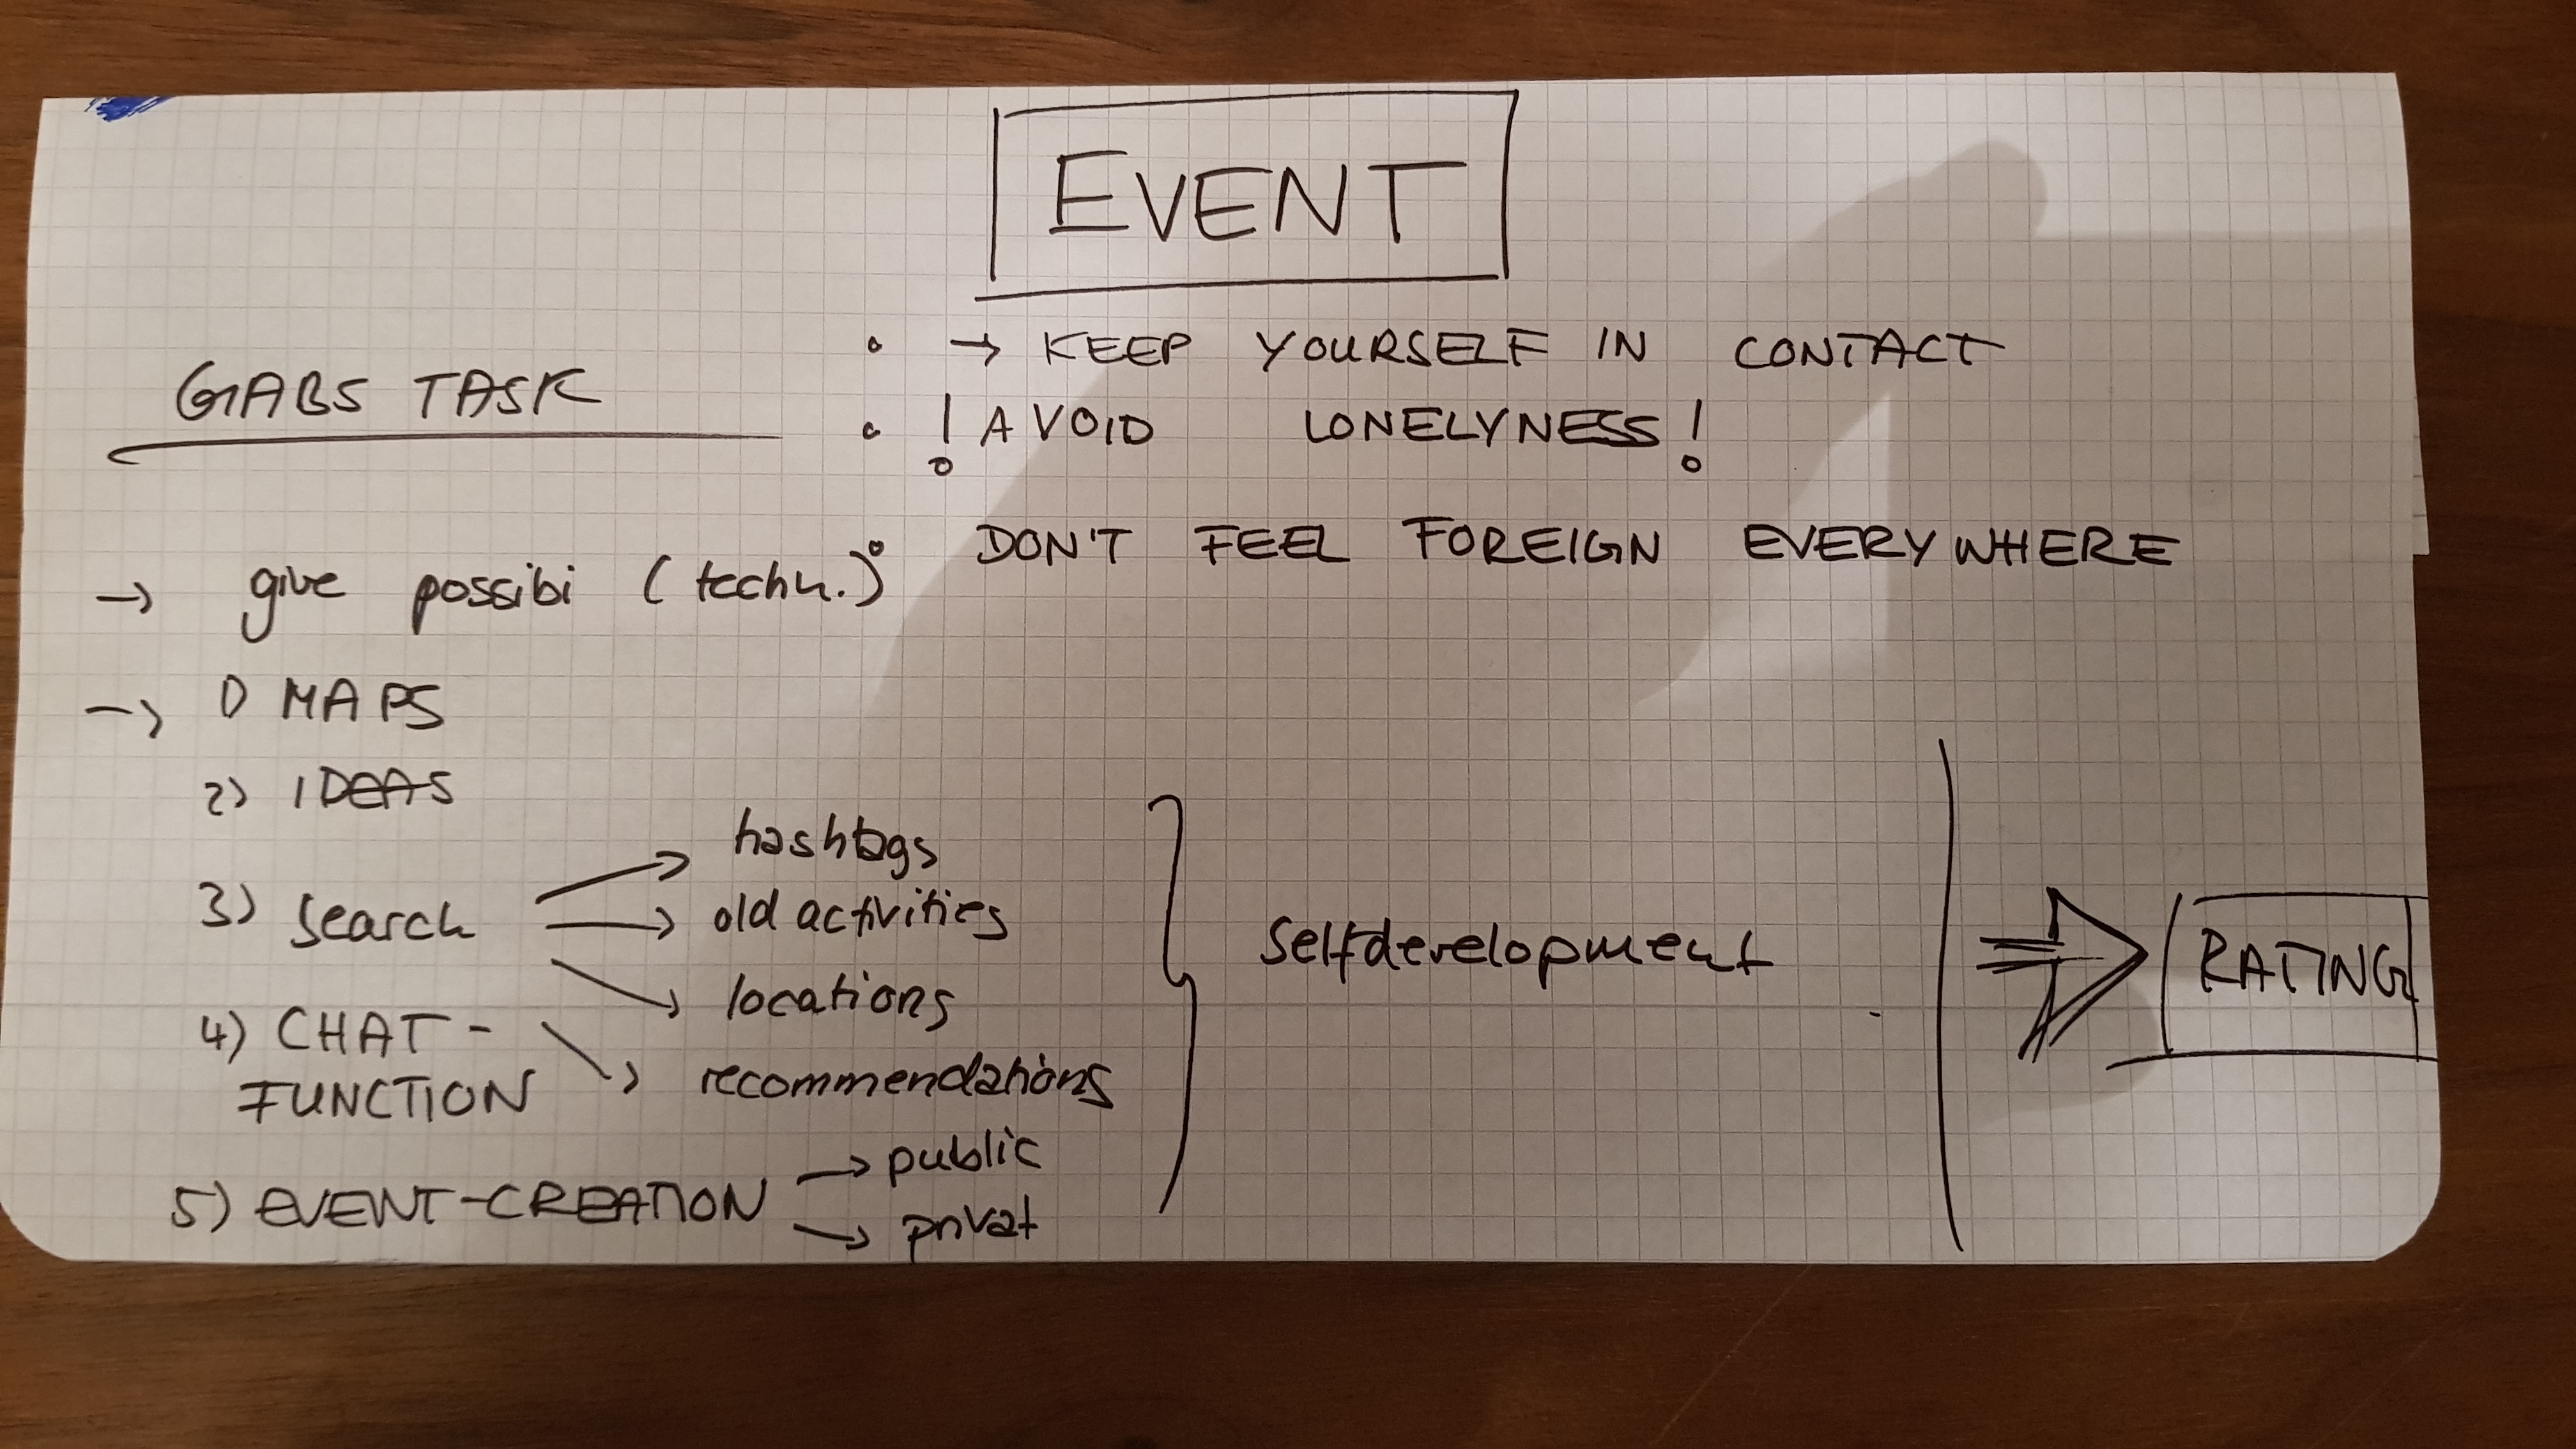 EVENT
° → KEEP YOURSELF IN CONTACT
GABS TASK
° ! AVOID LONELYNESS !
→ give possibi (techn.)
° DON'T FEEL FOREIGN EVERYWHERE
→ 1) MAPS
2) IDEAS
3) Search → hashtags
→ old activities
→ locations
4) CHAT-
FUNCTION → recommendations
5) EVENT-CREATION → public
→ privat
Selfdevelopment
⇒ RATING